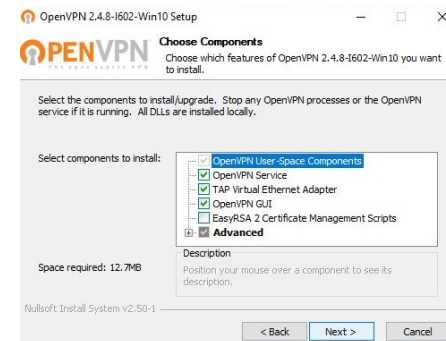 OpenVPN 2.4.8-I602-Win10 Setup
OPENVPN
Choose Components
Choose which features of OpenVPN 2.4.8-I602-Win10 you want
to install.
Select the components to install/upgrade. Stop any OpenVPN processes or the OpenVPN
service if it is running. All DLLs are installed locally.
Select components to install:
OpenVPN User-Space Components
OpenVPN Service
TAP Virtual Ethernet Adapter
OpenVPN GUI
EasyRSA 2 Certificate Management Scripts
Advanced
Space required: 12.7MB
Description
Position your mouse over a component to see its
description.
Nullsoft Install System v2.50-1
< Back
Next >
Cancel